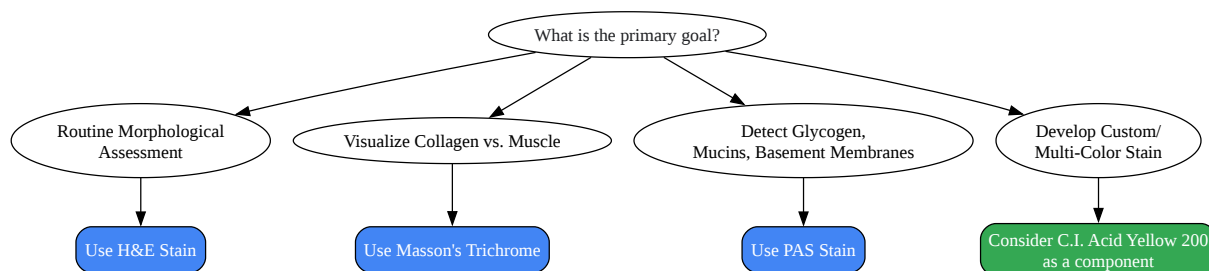 What is the primary goal?
Routine Morphological
Assessment
Visualize Collagen vs. Muscle
Detect Glycogen,
Mucins, Basement Membranes
Develop Custom/
Multi-Color Stain
Use H&E Stain
Use Masson's Trichrome
Use PAS Stain
Consider C.I. Acid Yellow 200
as a component